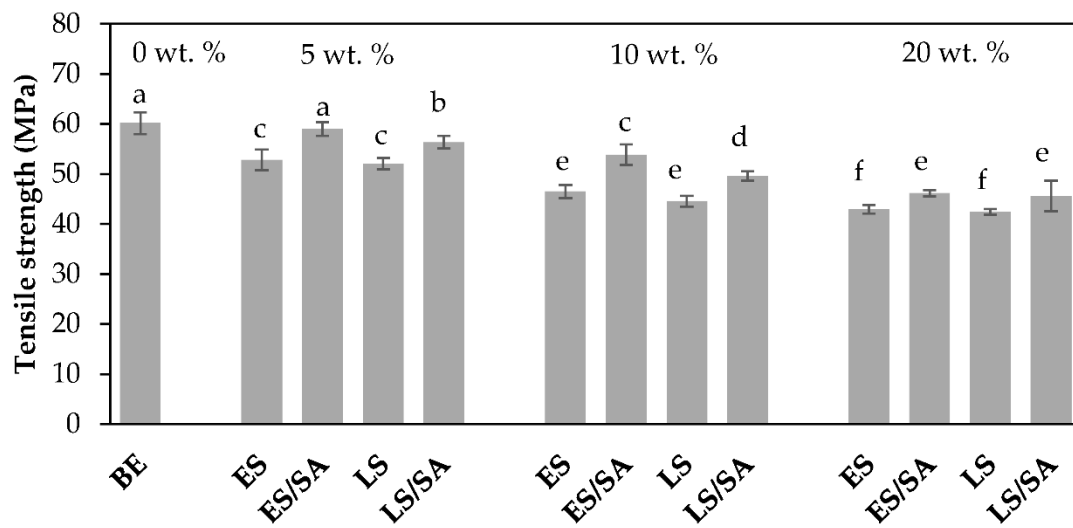 Tensile strength (MPa)
80
70
60
50
40
30
20
10
0
0 wt. %
5 wt. %
10 wt. %
20 wt. %
a
c
a
c
b
e
c
e
d
f
e
f
e
BE
ES
ES/SA
LS
LS/SA
ES
ES/SA
LS
LS/SA
ES
ES/SA
LS
LS/SA